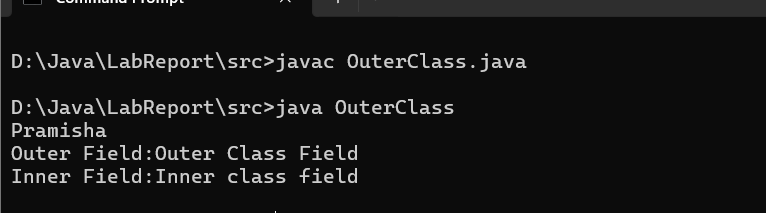 Command Prompt
D:\Java\LabReport\src>javac OuterClass.java
D:\Java\LabReport\src>java OuterClass
Pramisha
Outer Field:Outer Class Field
Inner Field:Inner class field